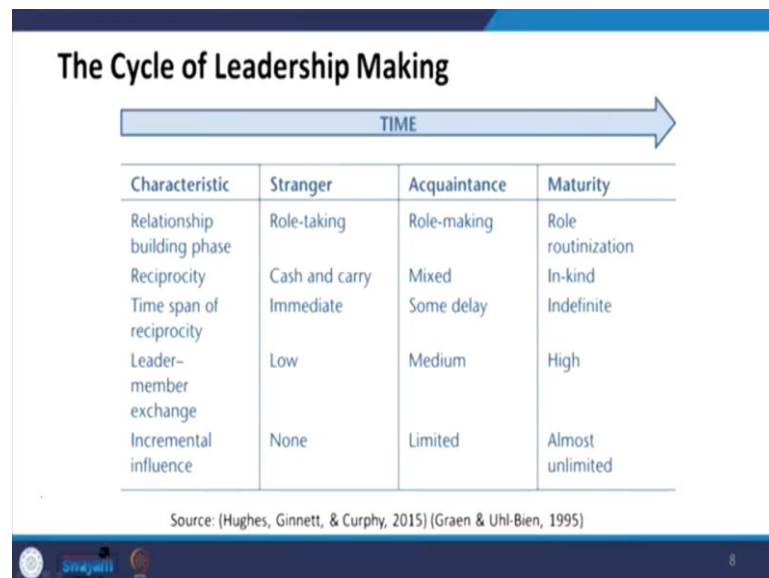 The Cycle of Leadership Making
TIME
Characteristic Stranger Acquaintance Maturity
Relationship building phase Role-taking Role-making Role routinization
Reciprocity Cash and carry Mixed In-kind
Time span of reciprocity Immediate Some delay Indefinite
Leader–member exchange Low Medium High
Incremental influence None Limited Almost unlimited
Source: (Hughes, Ginnett, & Curphy, 2015) (Graen & Uhl-Bien, 1995)
swayam
8